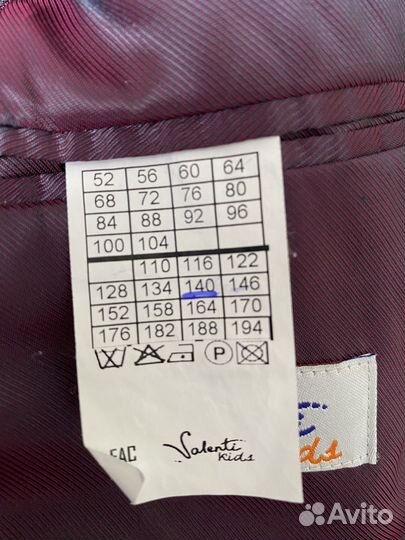 52 56 60 64
68 72 76 80
84 88 92 96
100 104
110 116 122
128 134 140 146
152 158 164 170
176 182 188 194
P
EAC Valenti
kids
ds
Avito